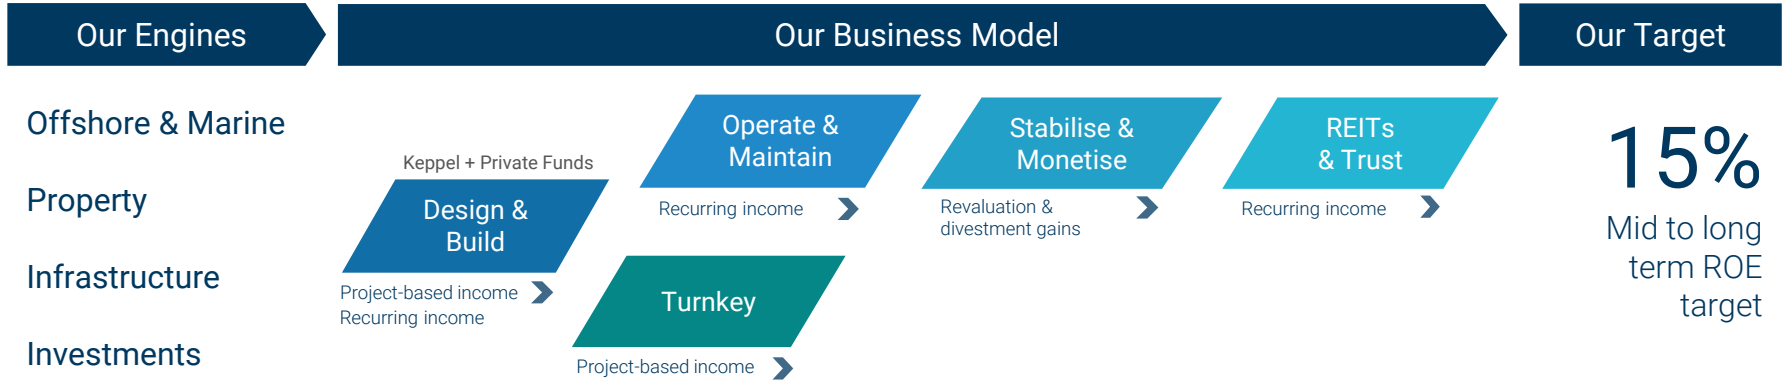 Our Engines
Our Business Model
Our Target
Offshore & Marine
Property
Infrastructure
Investments
Keppel + Private Funds
Design &
Build
Project-based income
Recurring income
Operate &
Maintain
Recurring income
Turnkey
Project-based income
Stabilise &
Monetise
Revaluation &
divestment gains
REITs
& Trust
Recurring income
15%
Mid to long
term ROE
target